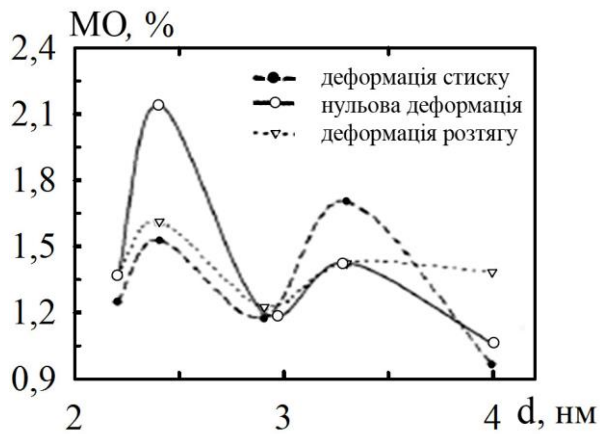 МО, %
2,4
2,1
1,8
1,5
1,2
0,9
деформація стиску
нульова деформація
деформація розтягу
2 3 4 d, нм